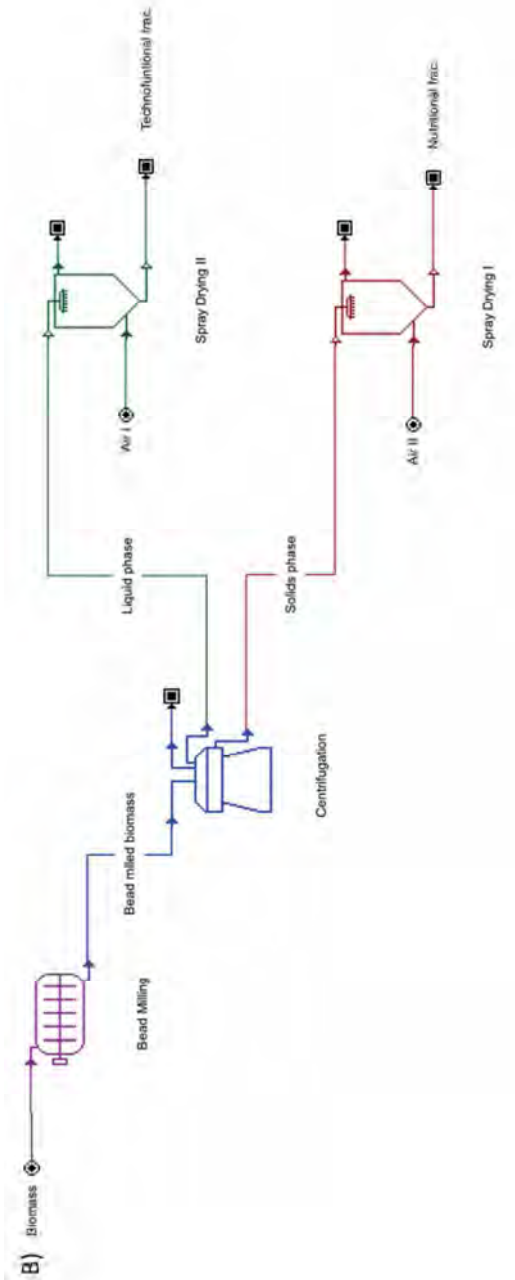 B)
Biomass
Bead Milling
Bead milled biomass
Centrifugation
Liquid phase
Solids phase
Air I
Spray Drying II
Technofuntional frac.
Air II
Spray Drying I
Nutritional frac.